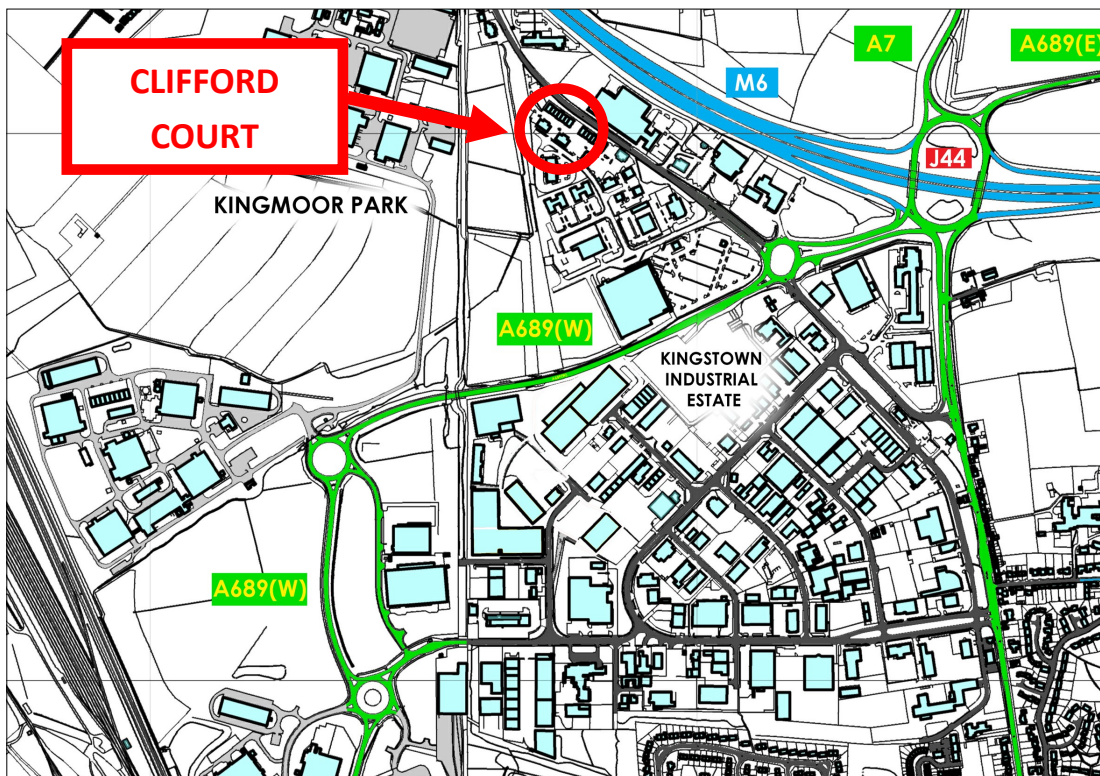 CLIFFORD
COURT
A7
A689(E)
M6
J44
KINGMOOR PARK
A689(W)
KINGSTOWN
INDUSTRIAL
ESTATE
A689(W)